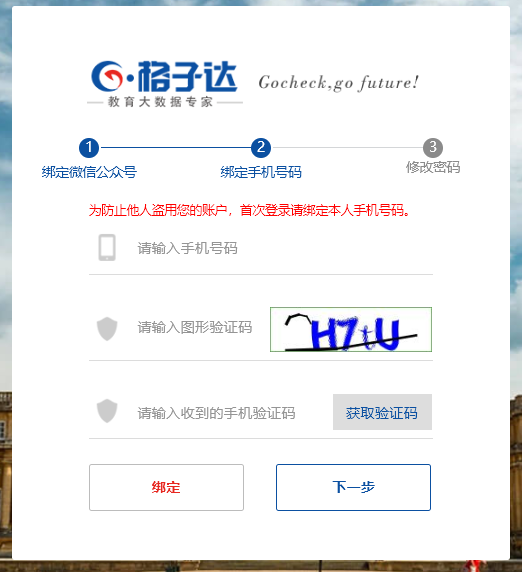 格子达
教育大数据专家
Gocheck,go future!
1 2 3
绑定微信公众号 绑定手机号码 修改密码
为防止他人盗用您的账户，首次登录请绑定本人手机号码。
请输入手机号码
请输入图形验证码 H7tU
请输入收到的手机验证码 获取验证码
绑定 下一步